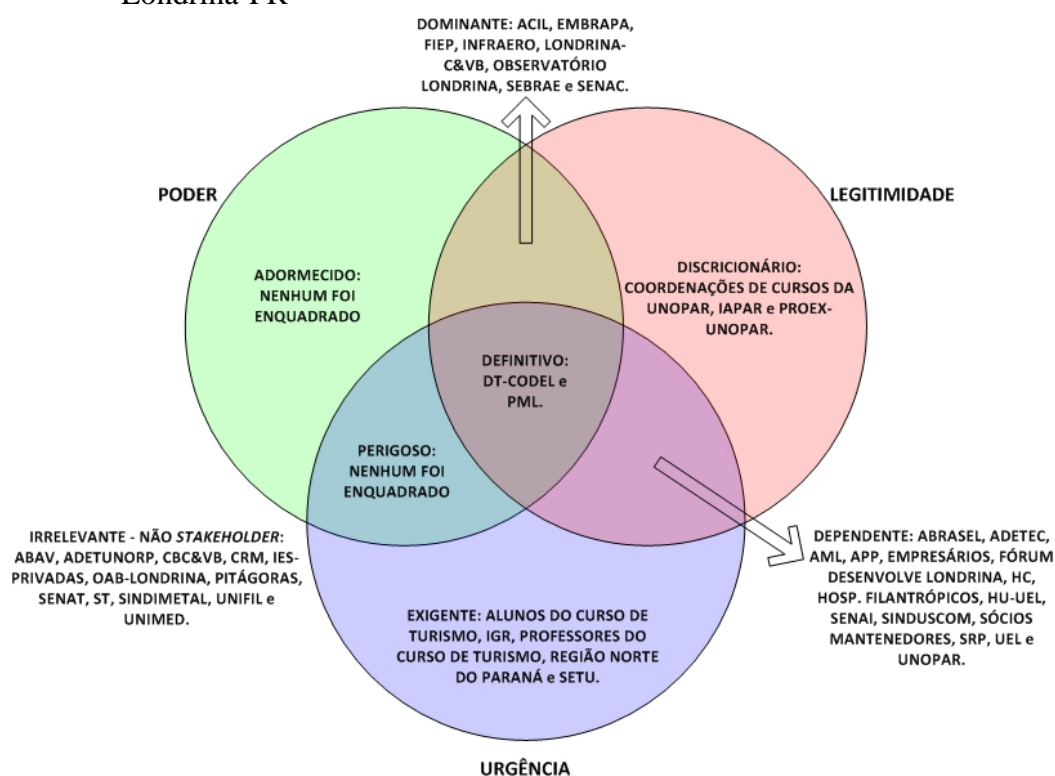 Londrina-PR
DOMINANTE: ACIL, EMBRAPA,
FIEP, INFRAERO, LONDRINA-
C&VB, OBSERVATÓRIO
LONDRINA, SEBRAE e SENAC.
PODER
LEGITIMIDADE
ADORMECIDO:
NENHUM FOI
ENQUADRADO
DISCRICIONÁRIO:
COORDENAÇÕES DE CURSOS DA
UNOPAR, IAPAR e PROEX-
UNOPAR.
DEFINITIVO:
DT-CODEL e
PML.
PERIGOSO:
NENHUM FOI
ENQUADRADO
IRRELEVANTE - NÃO STAKEHOLDER:
ABAV, ADETUNORP, CBC&VB, CRM, IES-
PRIVADAS, OAB-LONDRINA, PITÁGORAS,
SENAT, ST, SINDIMETAL, UNIFIL e
UNIMED.
DEPENDENTE: ABRASEL, ADETEC,
AML, APP, EMPRESÁRIOS, FÓRUM
DESENVOLVE LONDRINA, HC,
HOSP. FILANTRÓPICOS, HU-UEL,
SENAI, SINDUSCOM, SÓCIOS
MANTENEDORES, SRP, UEL e
UNOPAR.
EXIGENTE: ALUNOS DO CURSO DE
TURISMO, IGR, PROFESSORES DO
CURSO DE TURISMO, REGIÃO NORTE
DO PARANÁ e SETU.
URGÊNCIA